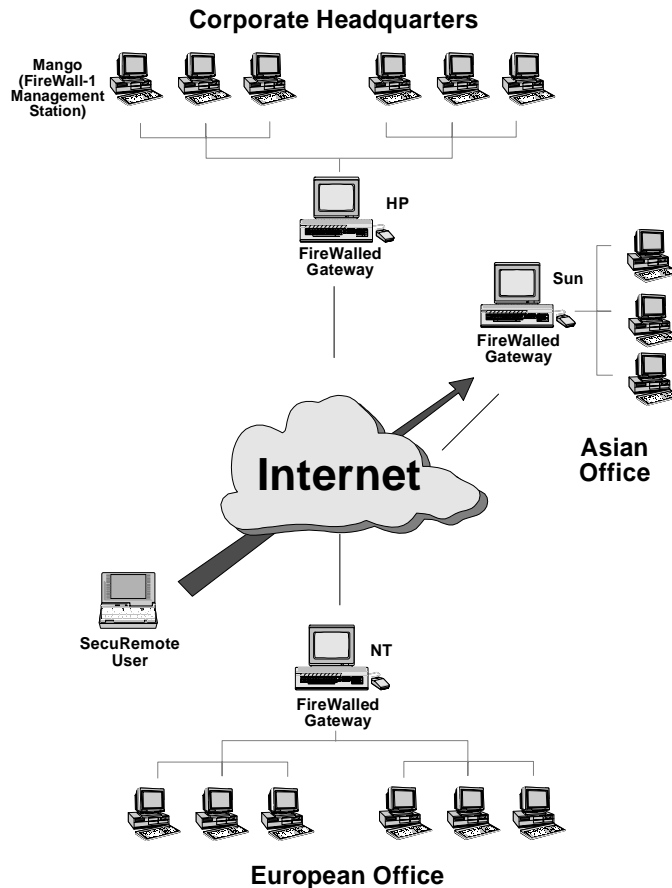 Corporate Headquarters
Mango
(FireWall-1
Management
Station)
HP
FireWalled
Gateway
Sun
FireWalled
Gateway
Asian
Office
Internet
SecuRemote
User
NT
FireWalled
Gateway
European Office